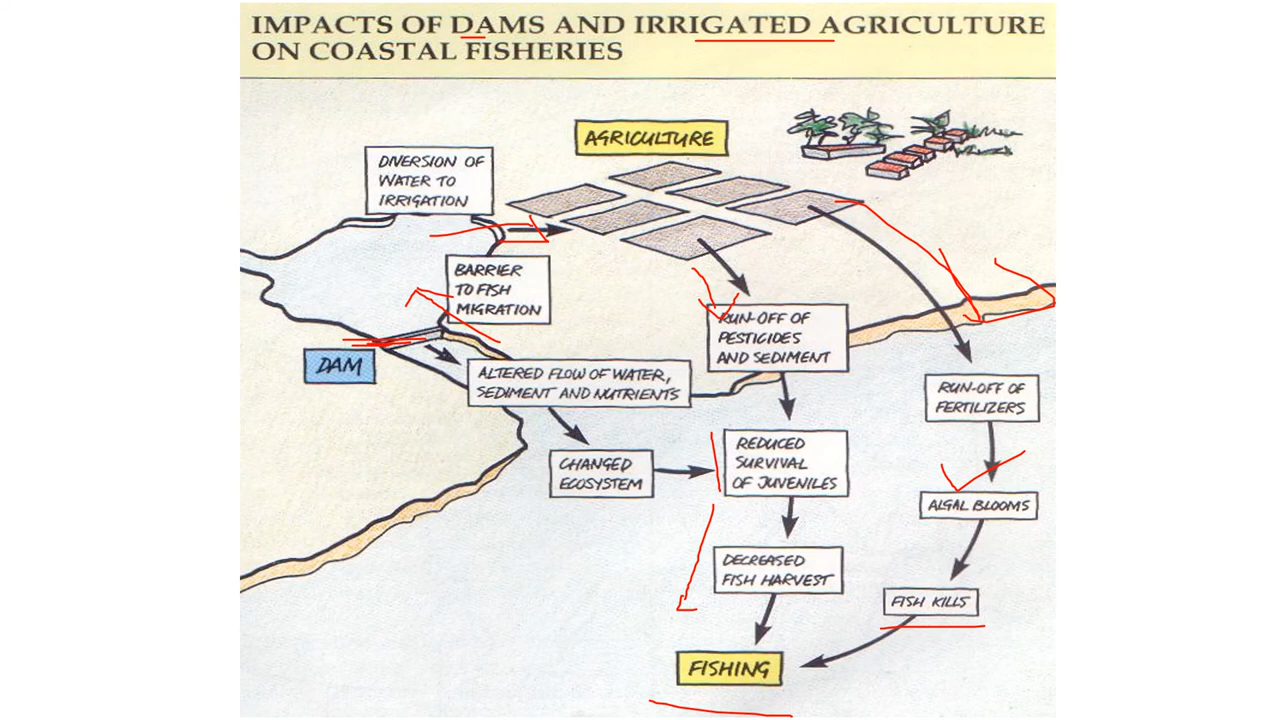 IMPACTS OF DAMS AND IRRIGATED AGRICULTURE
ON COASTAL FISHERIES
AGRICULTURE
DIVERSION OF
WATER TO
IRRIGATION
BARRIER
TO FISH
MIGRATION
DAM
ALTERED FLOW OF WATER,
SEDIMENT AND NUTRIENTS
RUN-OFF OF
PESTICIDES
AND SEDIMENT
RUN-OFF OF
FERTILIZERS
CHANGED
ECOSYSTEM
REDUCED
SURVIVAL
OF JUVENILES
ALGAL BLOOMS
DECREASED
FISH HARVEST
FISH KILLS
FISHING